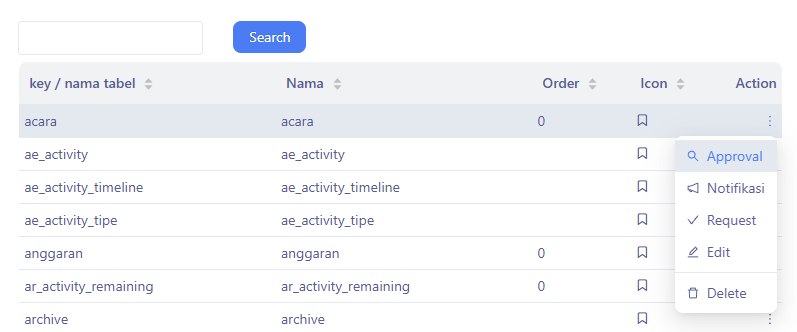 Search
key / nama tabel Nama Order Icon Action
acara acara 0
ae_activity ae_activity
Approval
ae_activity_timeline ae_activity_timeline
Notifikasi
ae_activity_tipe ae_activity_tipe
Request
anggaran anggaran 0
Edit
ar_activity_remaining ar_activity_remaining 0
Delete
archive archive